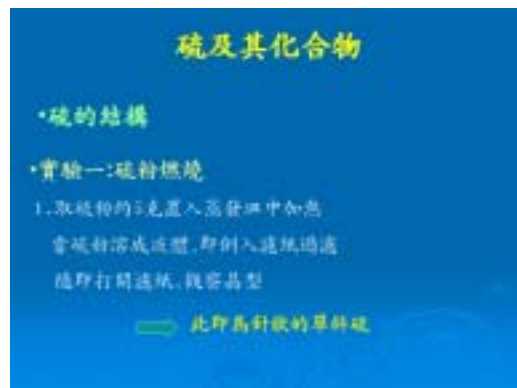 硫及其化合物
•硫的結構
•實驗一:硫粉燃燒
1.取硫粉約5克置入蒸發皿中加熱
當硫粉溶成液體,即倒入濾紙過濾
隨即打開濾紙,觀察晶型
此即為針狀的單斜硫